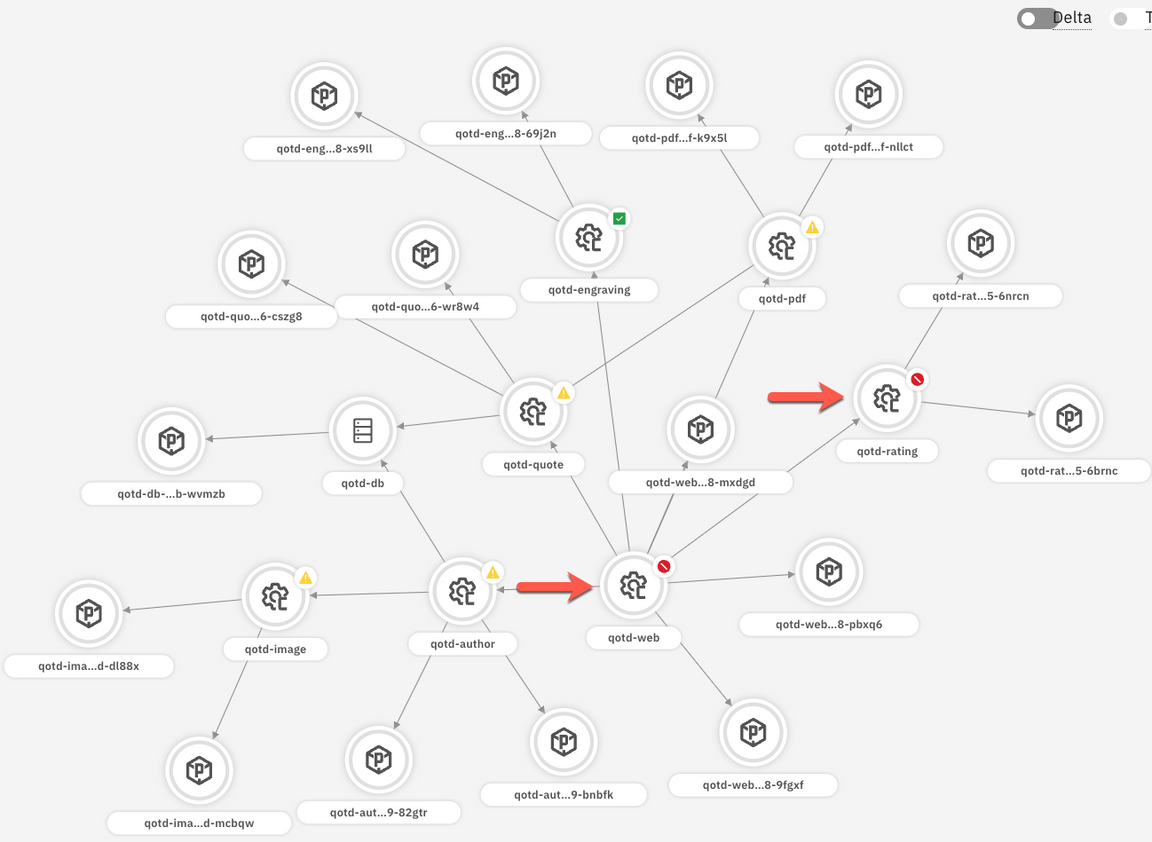 Delta
T
qotd-eng...8-xs9ll
qotd-eng...8-69j2n
qotd-pdf...f-k9x5l
qotd-pdf...f-nllct
qotd-quo...6-cszg8
qotd-quo...6-wr8w4
qotd-engraving
qotd-pdf
qotd-rat...5-6nrcn
qotd-db-...b-wvmzb
qotd-db
qotd-quote
qotd-web...8-mxdgd
qotd-rating
qotd-rat...5-6brnc
qotd-ima...d-dl88x
qotd-image
qotd-author
qotd-web
qotd-web...8-pbxq6
qotd-ima...d-mcbqw
qotd-aut...9-82gtr
qotd-aut...9-bnbfk
qotd-web...8-9fgxf